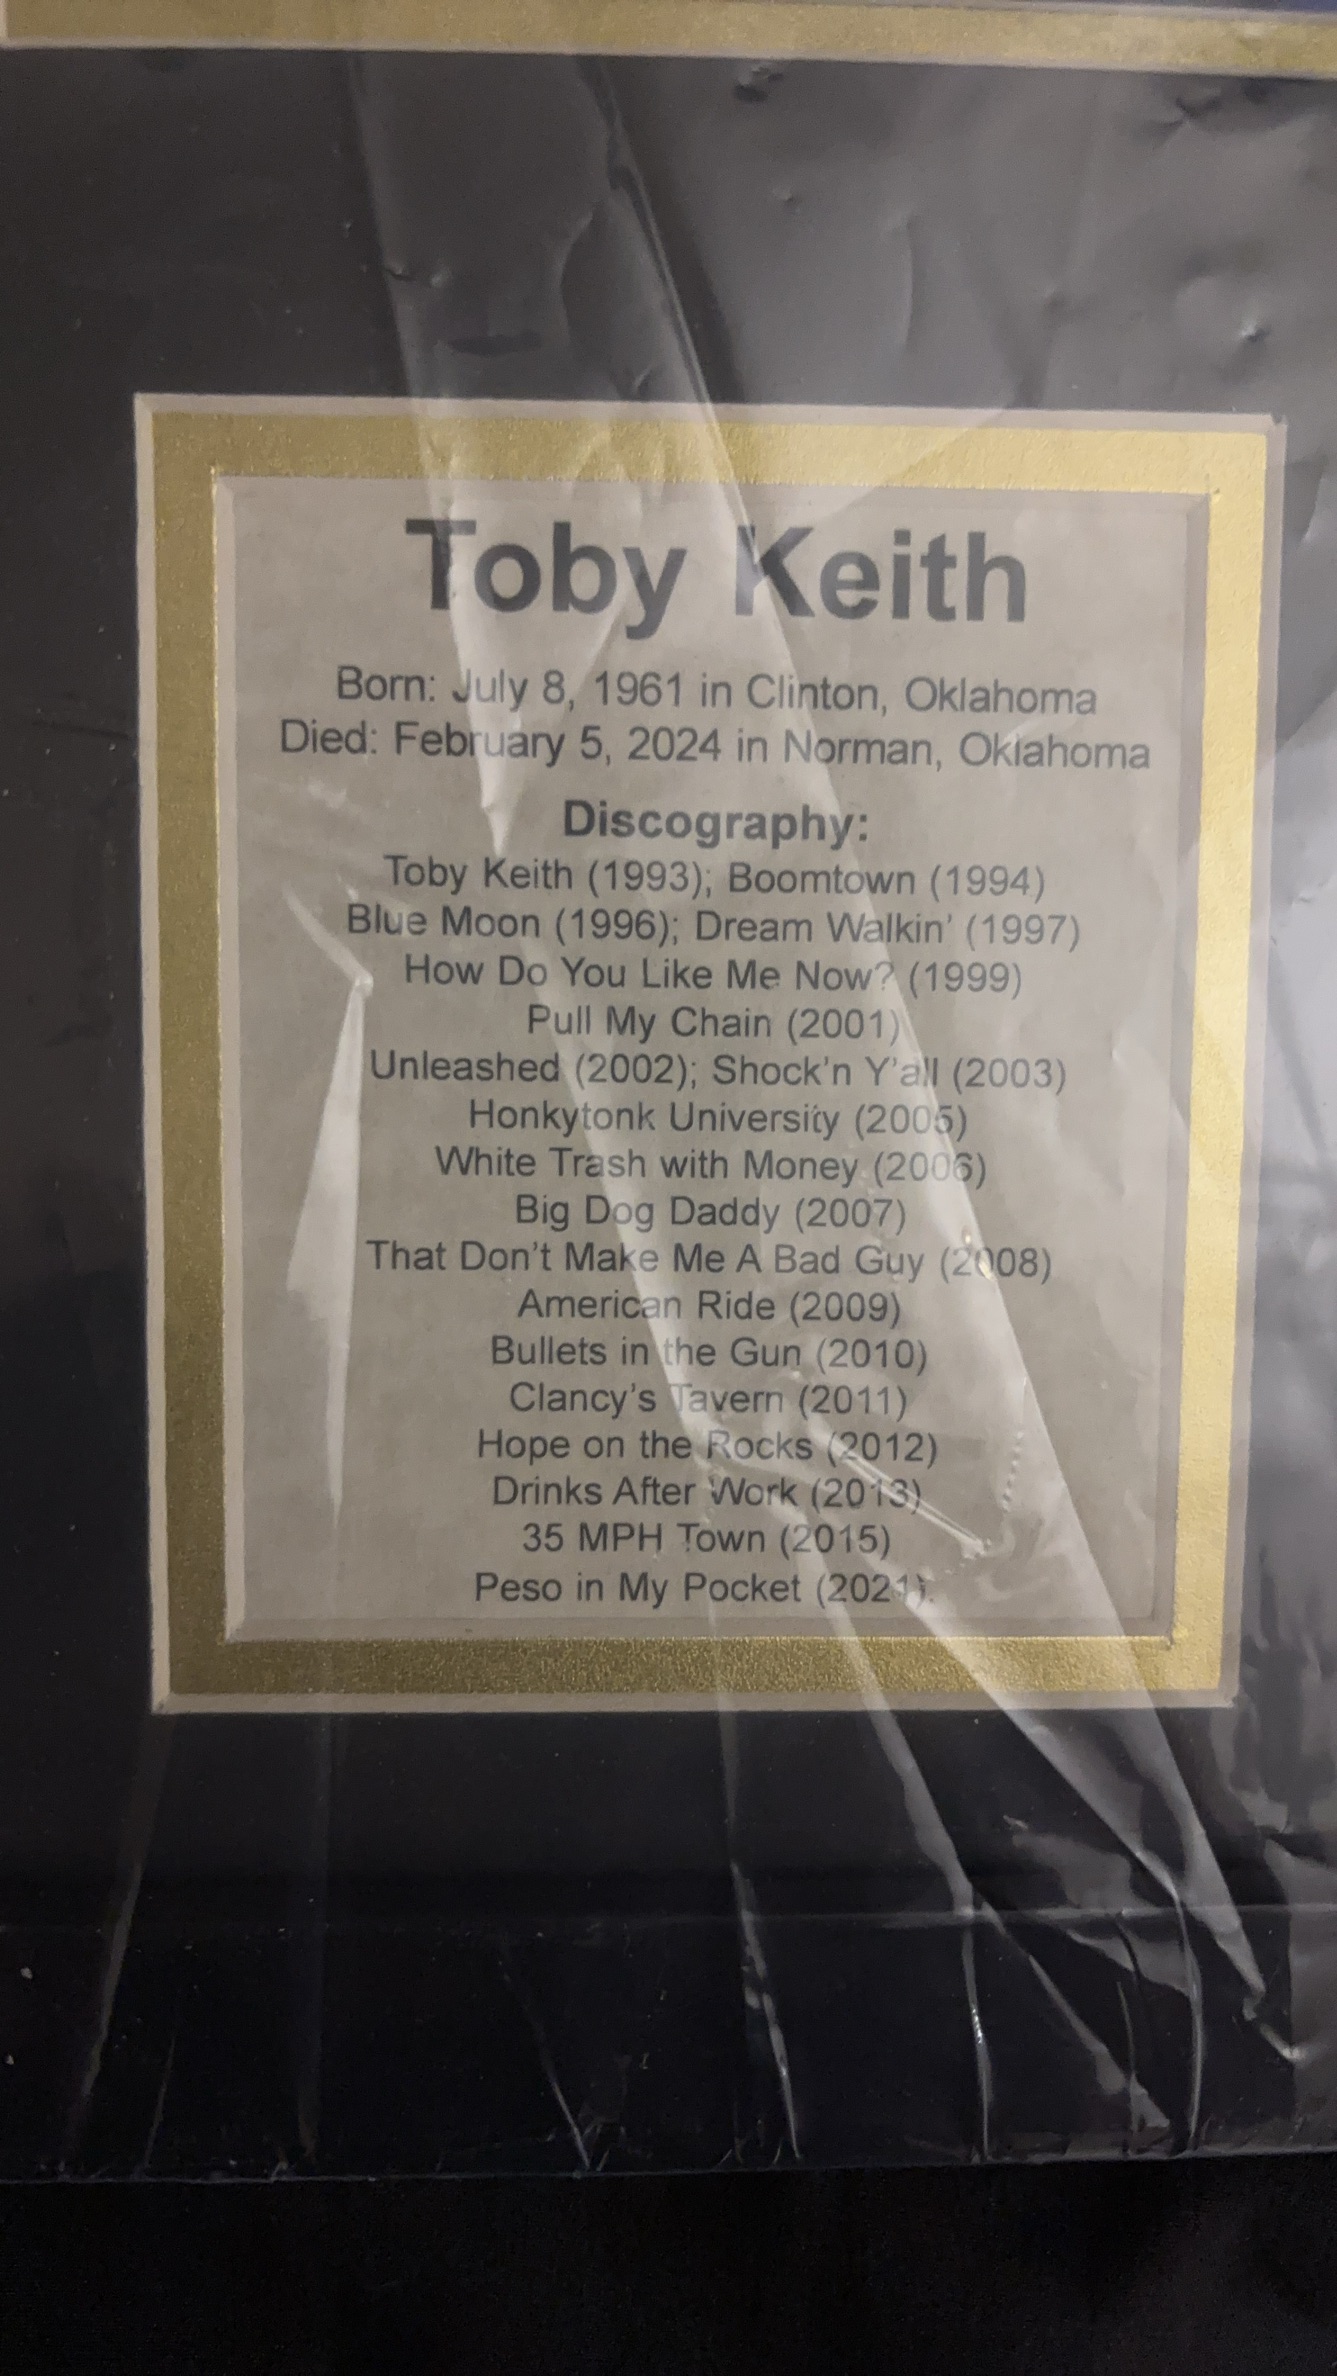 Toby Keith
Born: July 8, 1961 in Clinton, Oklahoma
Died: February 5, 2024 in Norman, Oklahoma
Discography:
Toby Keith (1993); Boomtown (1994)
Blue Moon (1996); Dream Walkin' (1997)
How Do You Like Me Now? (1999)
Pull My Chain (2001)
Unleashed (2002); Shock'n Y'all (2003)
Honkytonk University (2005)
White Trash with Money (2006)
Big Dog Daddy (2007)
That Don't Make Me A Bad Guy (2008)
American Ride (2009)
Bullets in the Gun (2010)
Clancy's Tavern (2011)
Hope on the Rocks (2012)
Drinks After Work (2013)
35 MPH Town (2015)
Peso in My Pocket (2021).